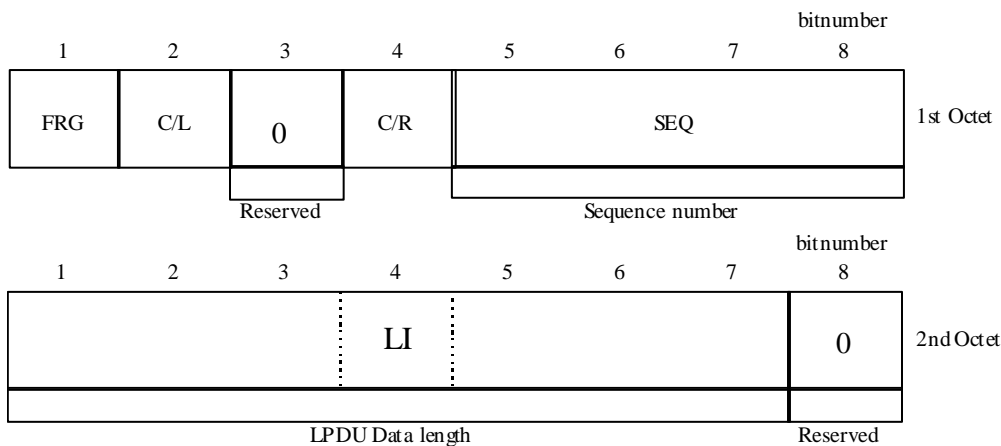 bitnumber
1 2 3 4 5 6 7 8
FRG C/L 0 C/R SEQ 1st Octet
Reserved Sequence number
bitnumber
1 2 3 4 5 6 7 8
LI 0 2nd Octet
LPDU Data length Reserved